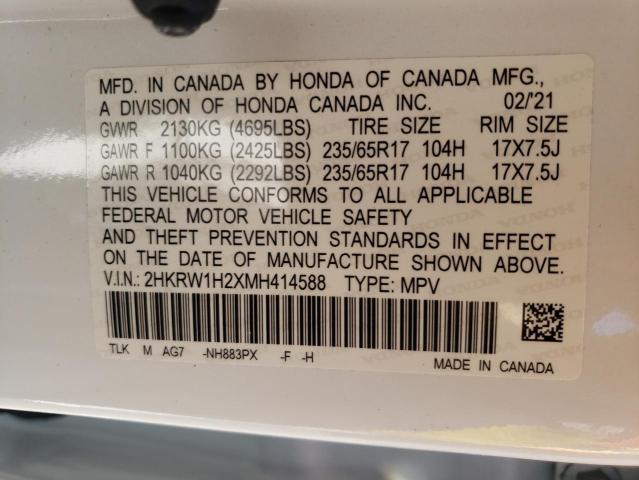 MFD. IN CANADA BY HONDA OF CANADA MFG.,
A DIVISION OF HONDA CANADA INC. 02/21
GVWR 2130KG (4695LBS) TIRE SIZE RIM SIZE
GAWR F 1100KG (2425LBS) 235/65R17 104H 17X7.5J
GAWR R 1040KG (2292LBS) 235/65R17 104H 17X7.5J
THIS VEHICLE CONFORMS TO ALL APPLICABLE
FEDERAL MOTOR VEHICLE SAFETY
AND THEFT PREVENTION STANDARDS IN EFFECT
ON THE DATE OF MANUFACTURE SHOWN ABOVE.
V.I.N.: 2HKRW1H2XMH414588 TYPE: MPV
TLK M AG7 -NH883PX -F -H
MADE IN CANADA